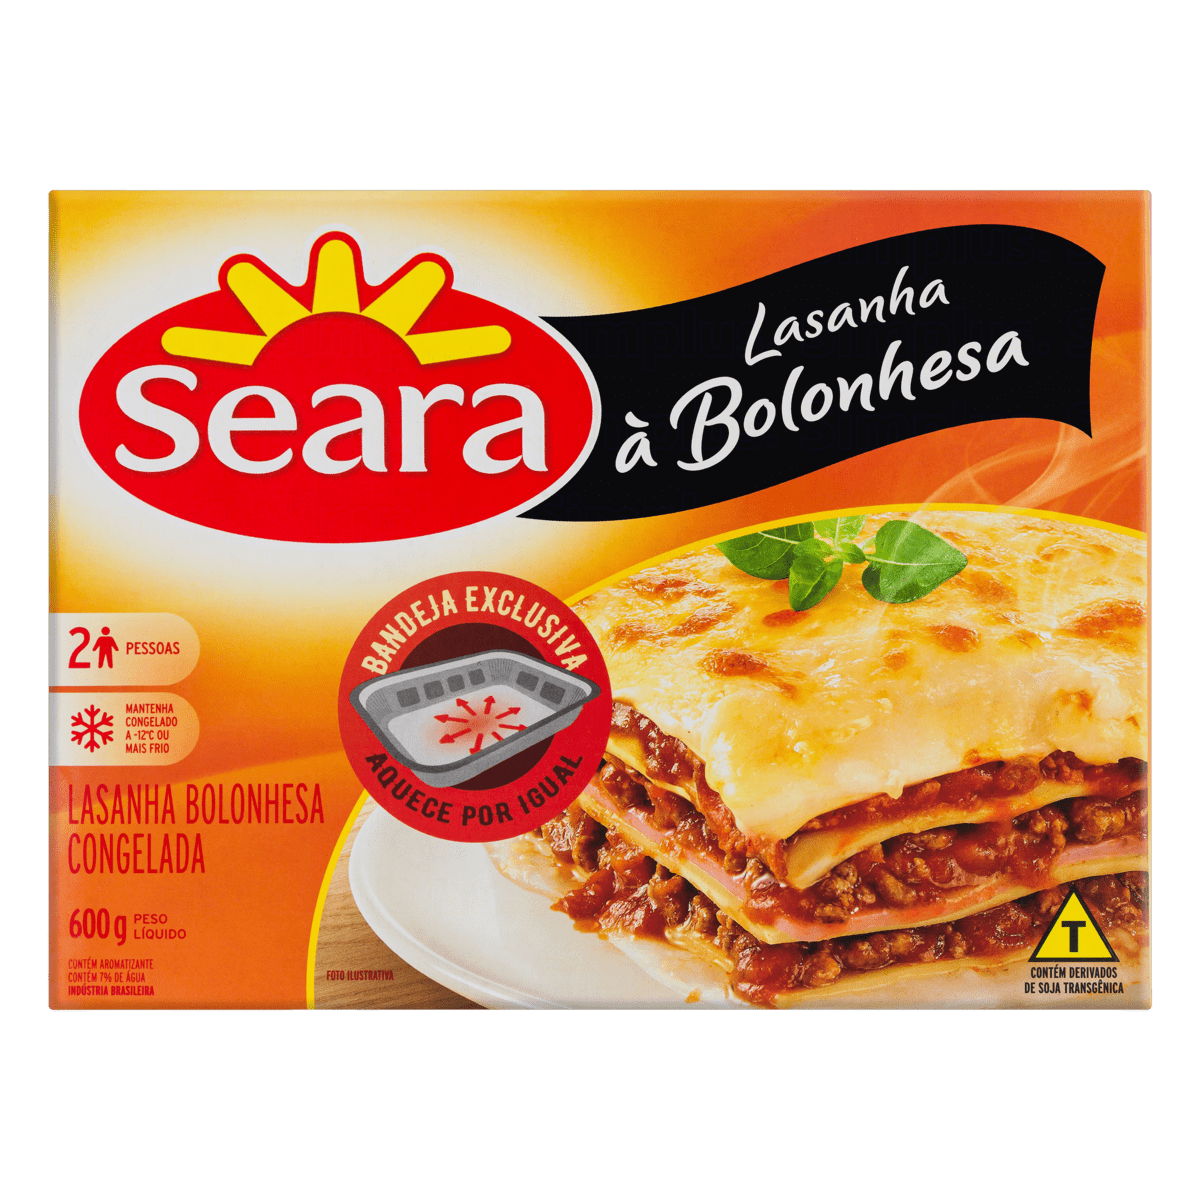 Seara
Lasanha
à Bolonhesa
BANDEJA EXCLUSIVA
AQUECE POR IGUAL
2 PESSOAS
MANTENHA
CONGELADO
A -12°C OU
MAIS FRIO
LASANHA BOLONHESA
CONGELADA
600g PESO
LÍQUIDO
CONTÉM AROMATIZANTE
CONTÉM 7% DE ÁGUA
INDÚSTRIA BRASILEIRA
FOTO ILUSTRATIVA
T
CONTÉM DERIVADOS
DE SOJA TRANSGÊNICA